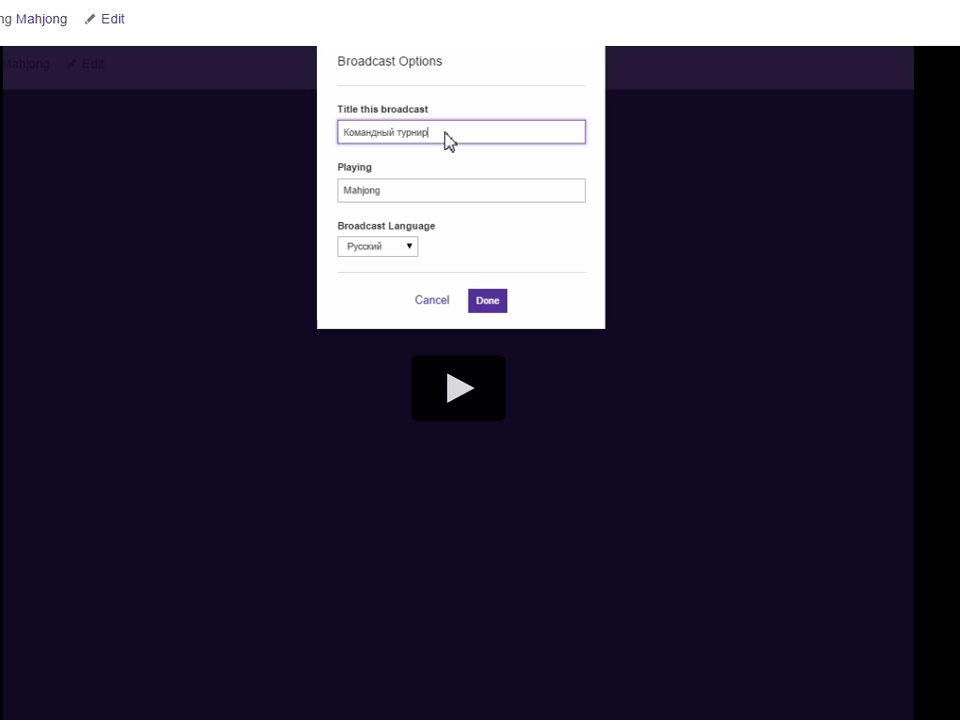 ng Mahjong Edit
Mahjong Edit
Broadcast Options
Title this broadcast
Командный турнир
Playing
Mahjong
Broadcast Language
Русский
Cancel Done